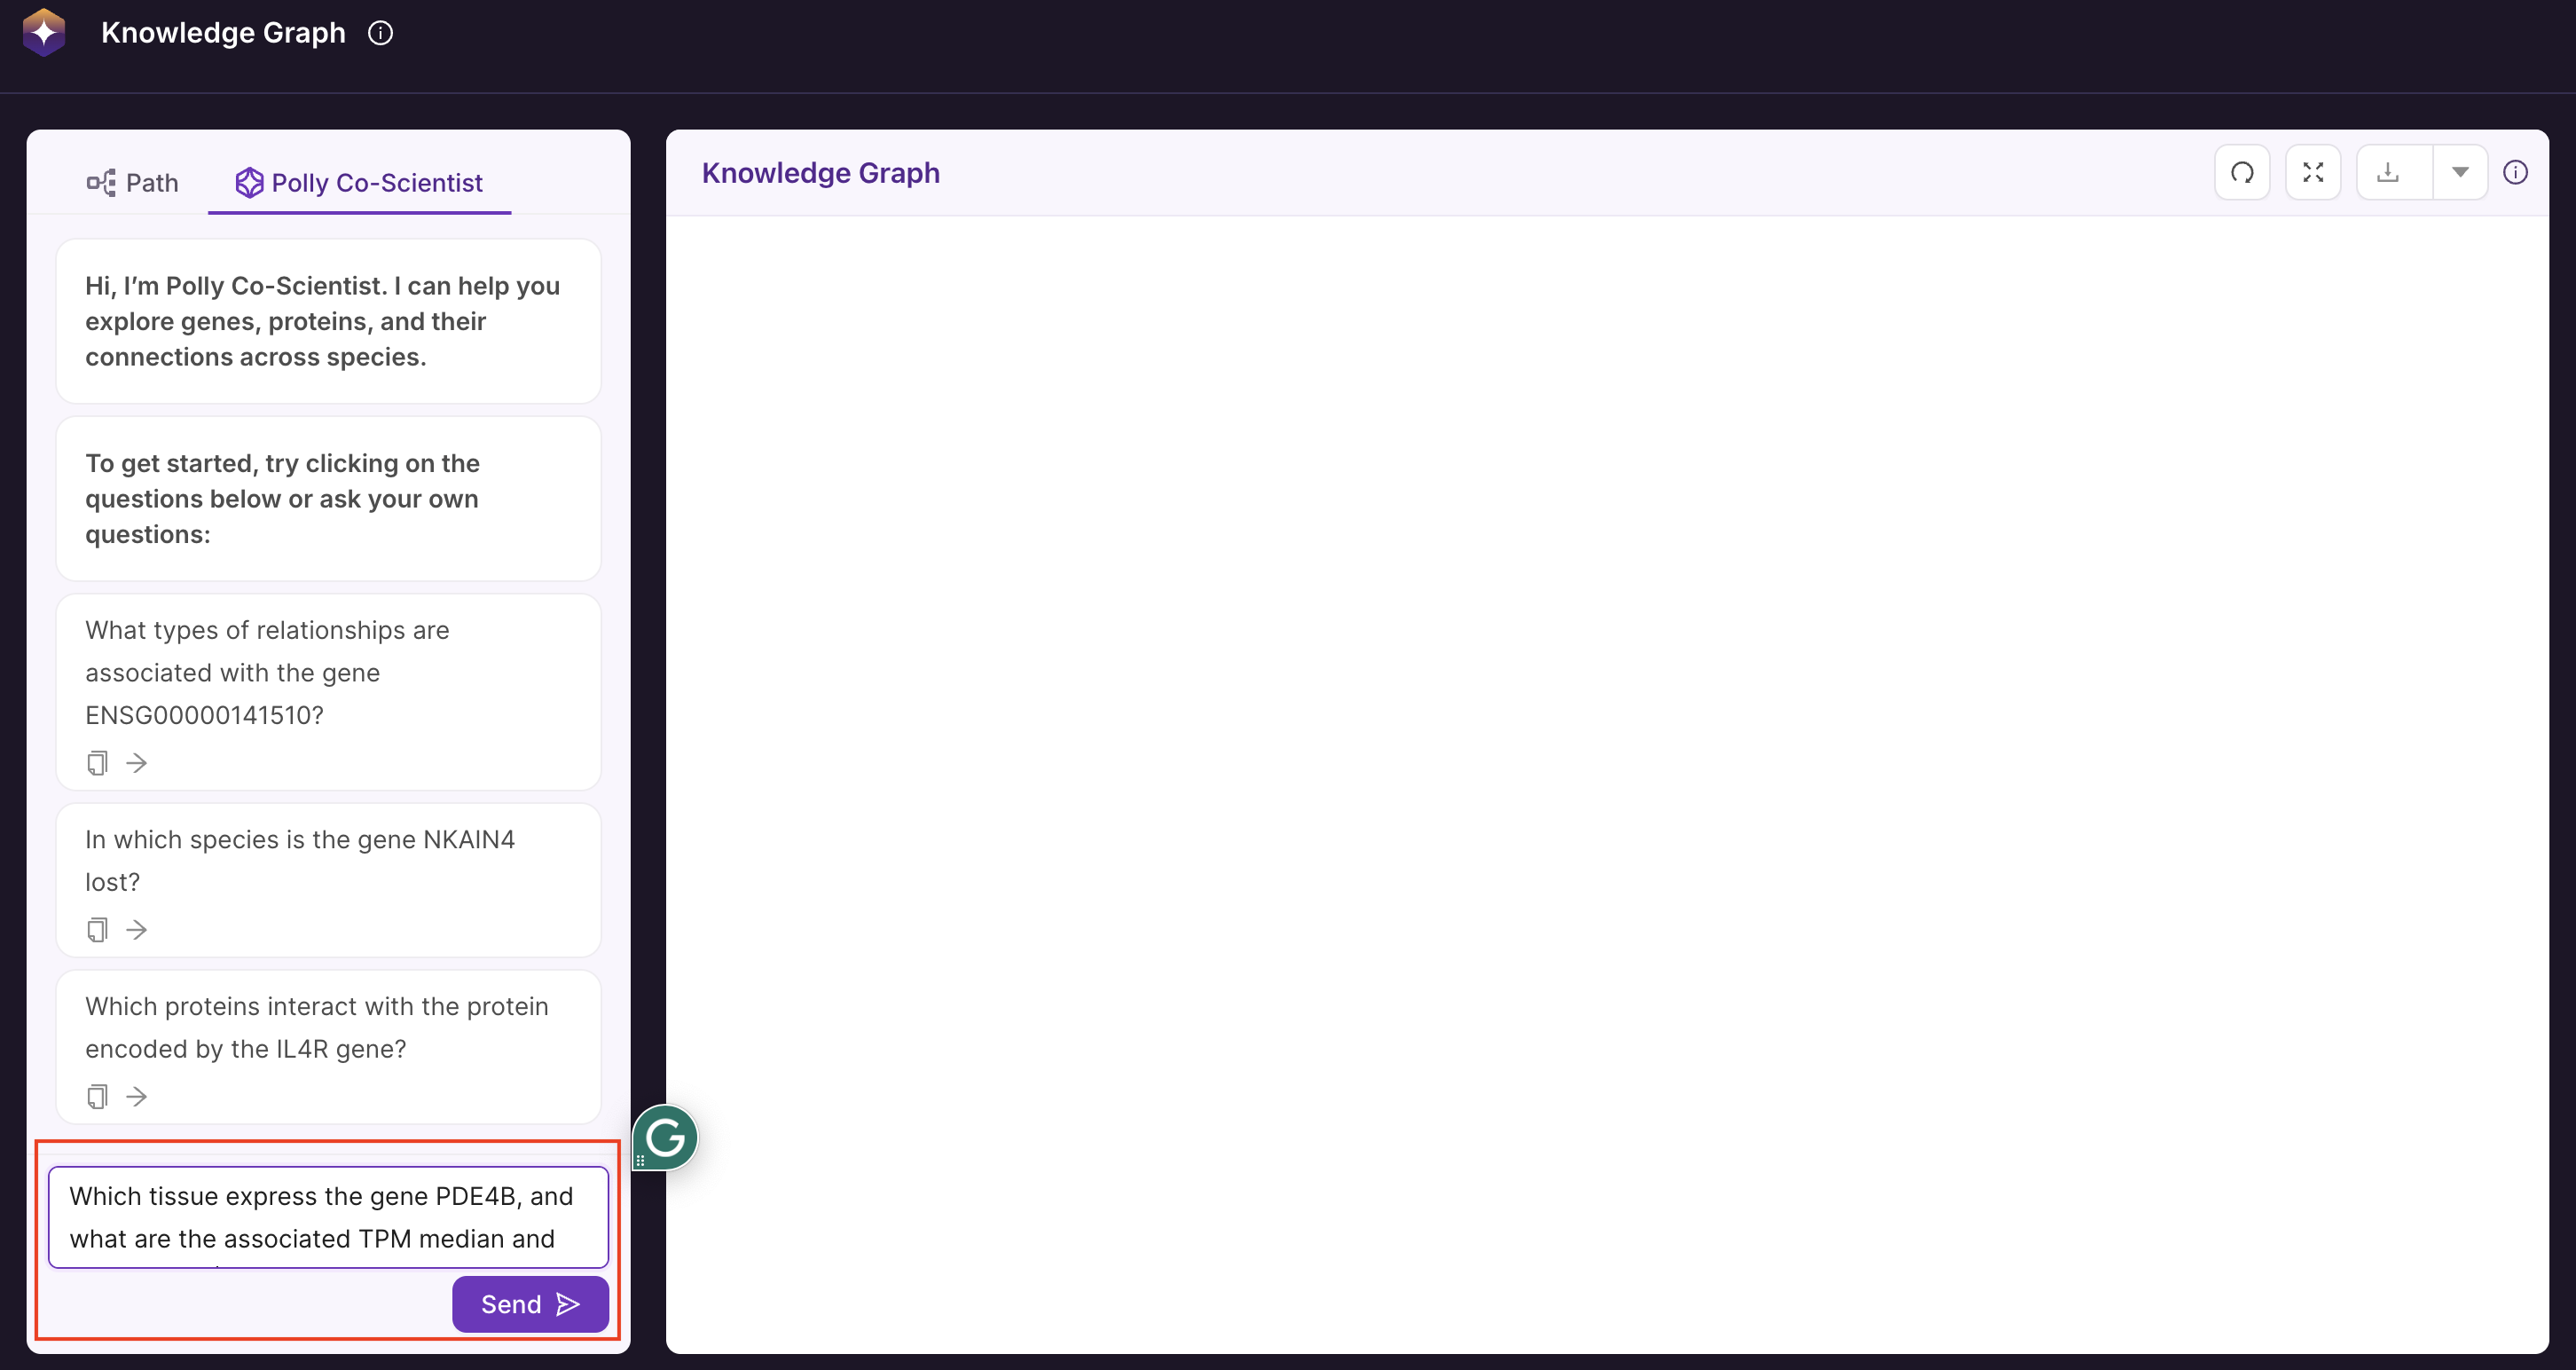 Knowledge Graph
Path
Polly Co-Scientist
Hi, I’m Polly Co-Scientist. I can help you
explore genes, proteins, and their
connections across species.
To get started, try clicking on the
questions below or ask your own
questions:
What types of relationships are
associated with the gene
ENSG00000141510?
In which species is the gene NKAIN4
lost?
Which proteins interact with the protein
encoded by the IL4R gene?
Which tissue express the gene PDE4B, and
what are the associated TPM median and
Send
Knowledge Graph